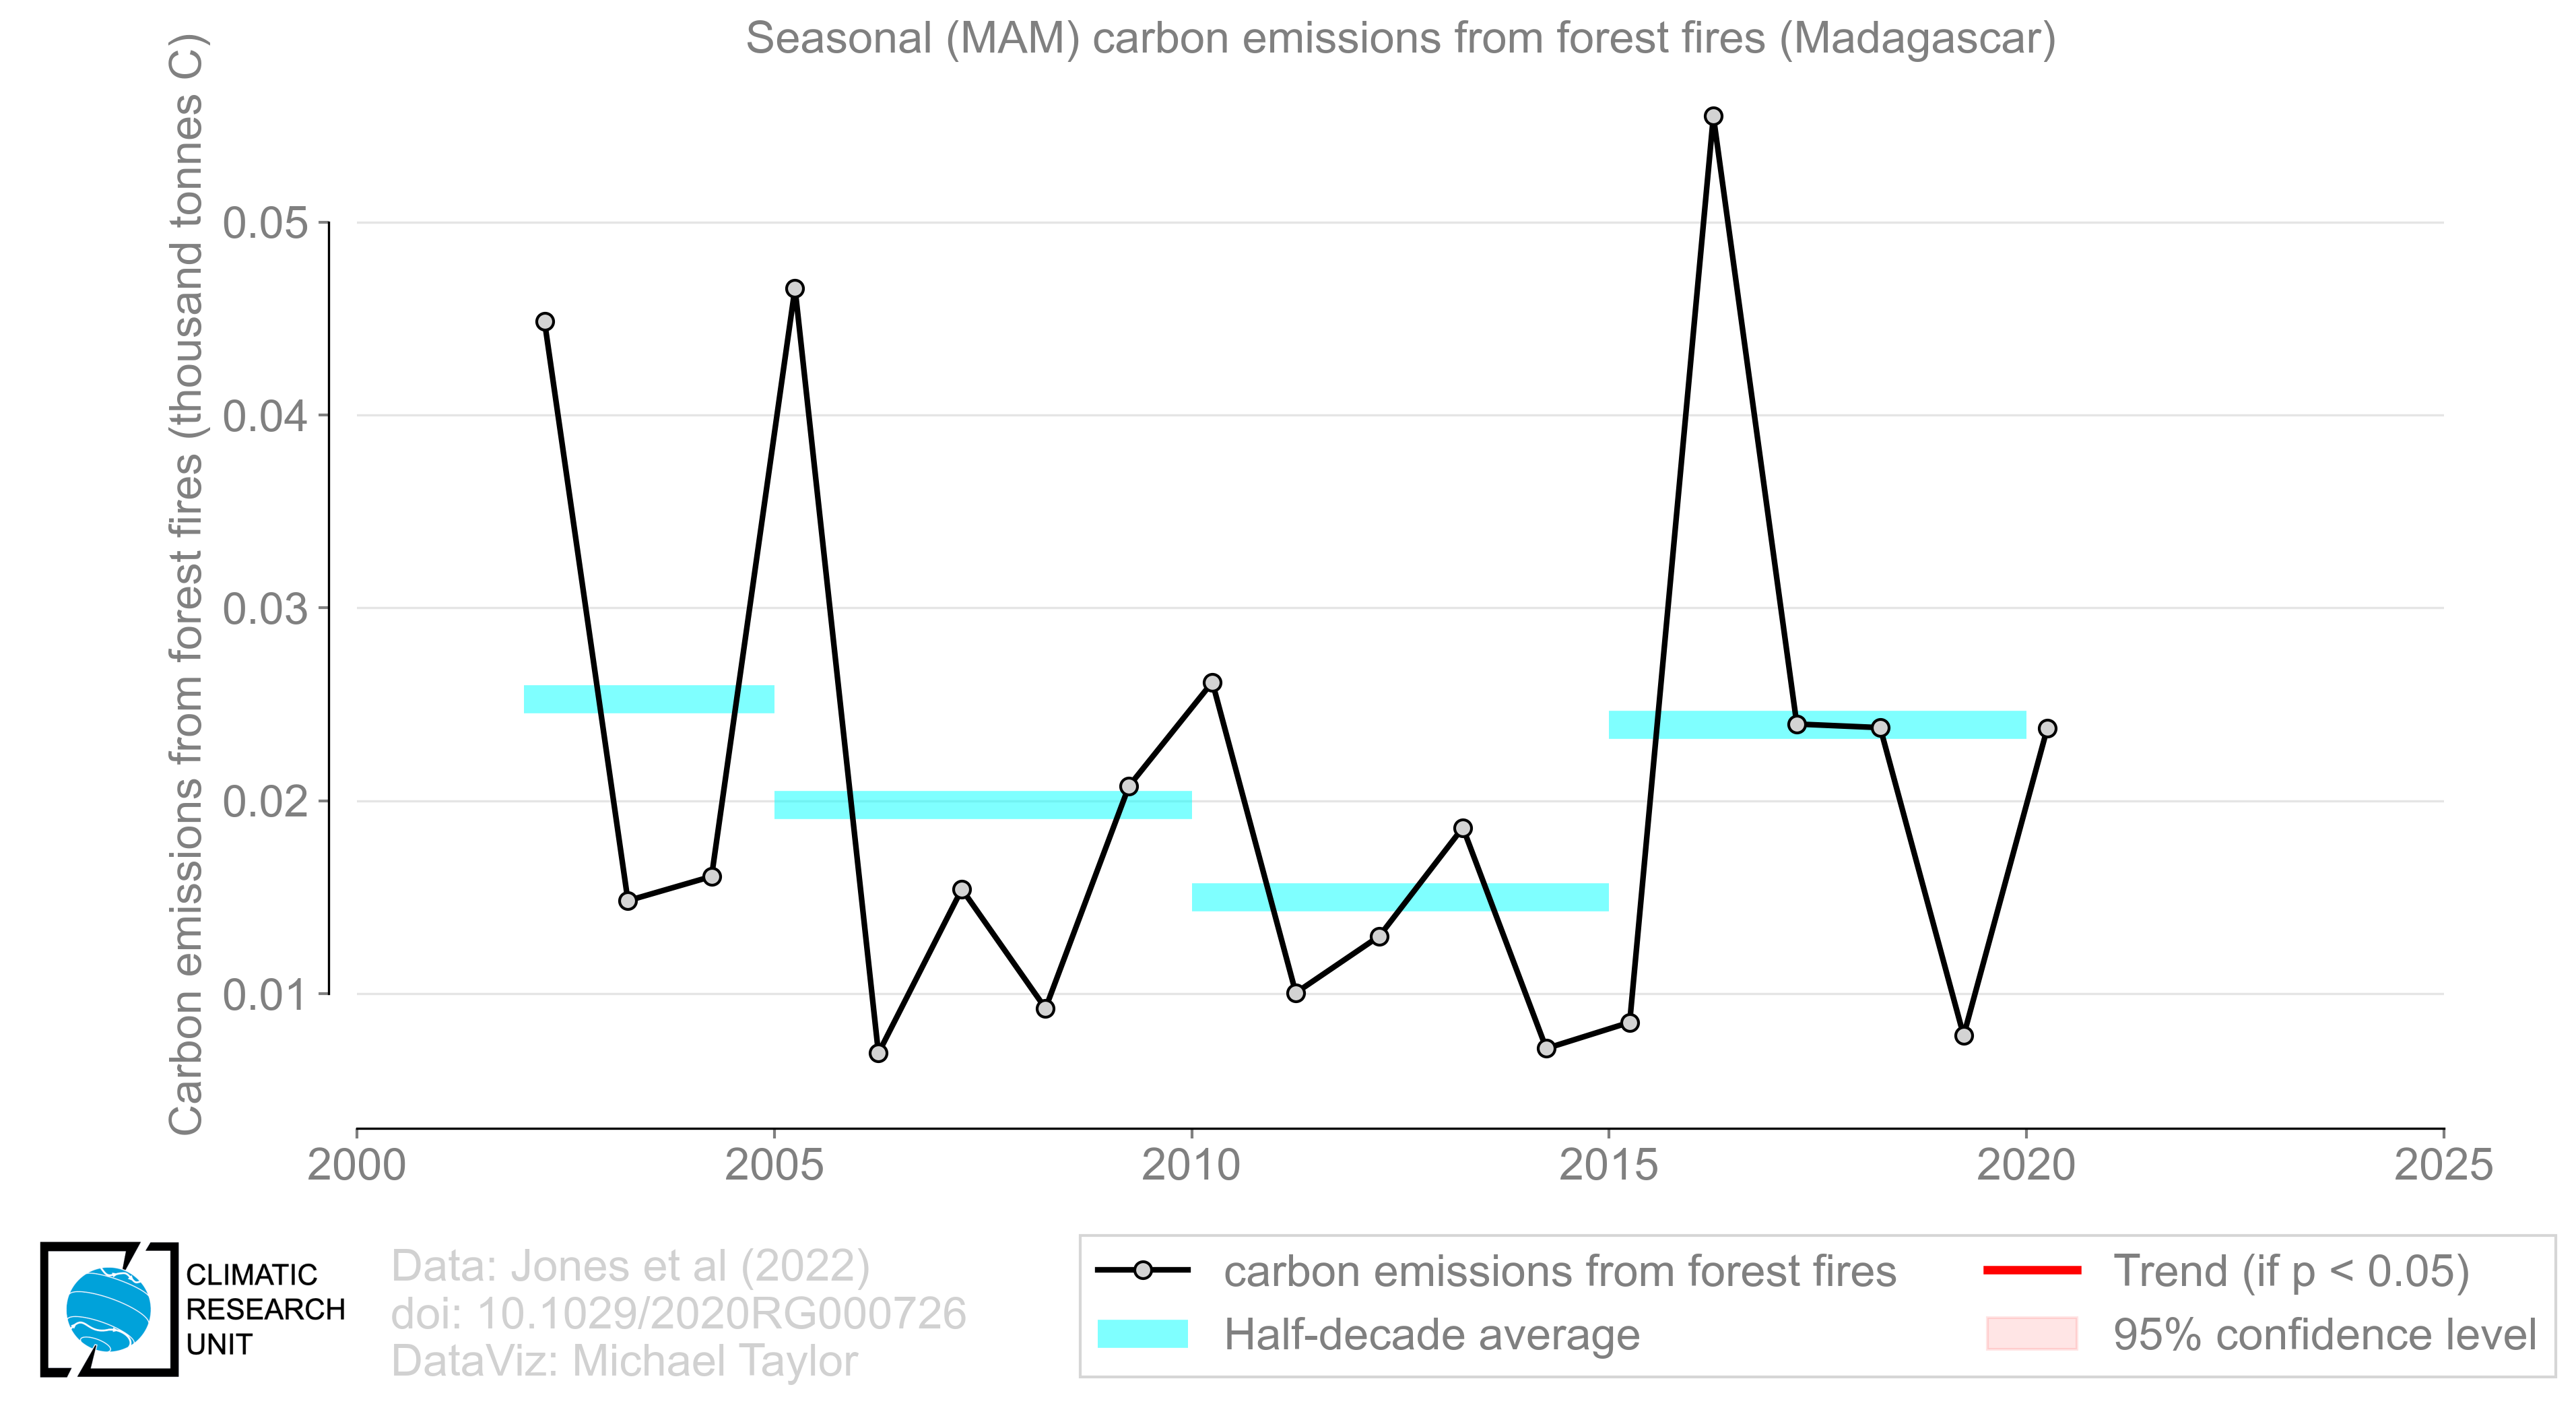 Seasonal (MAM) carbon emissions from forest fires (Madagascar)
Carbon emissions from forest fires (thousand tonnes C)
0.05
0.04
0.03
0.02
0.01
2000 2005 2010 2015 2020 2025
CLIMATIC
RESEARCH
UNIT
Data: Jones et al (2022)
doi: 10.1029/2020RG000726
DataViz: Michael Taylor
carbon emissions from forest fires
Half-decade average
Trend (if p < 0.05)
95% confidence level